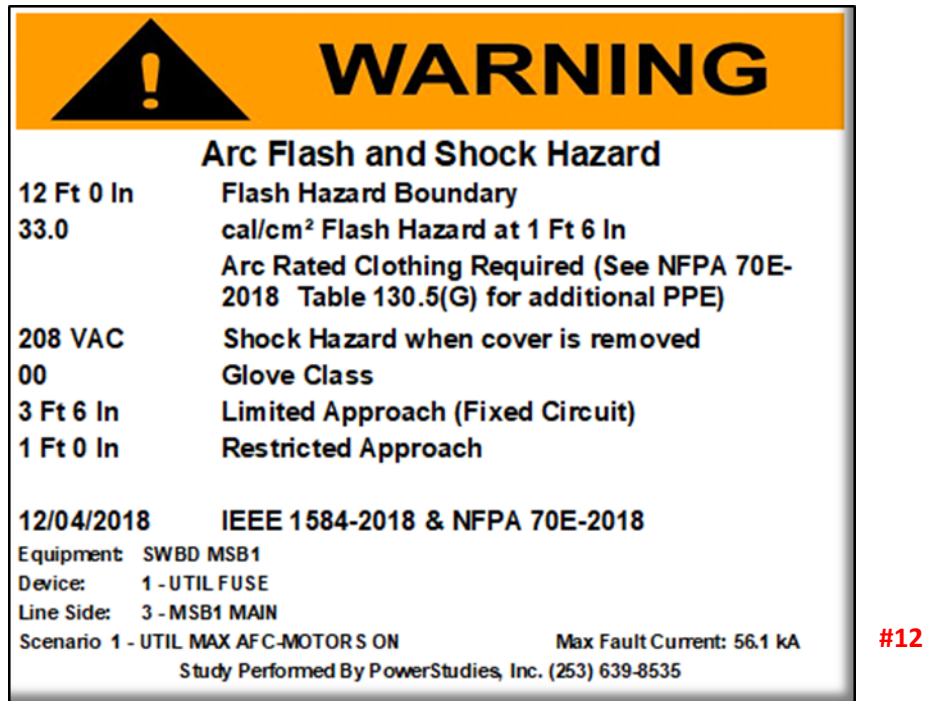 WARNING
Arc Flash and Shock Hazard
12 Ft 0 In Flash Hazard Boundary
33.0 cal/cm² Flash Hazard at 1 Ft 6 In
Arc Rated Clothing Required (See NFPA 70E-
2018 Table 130.5(G) for additional PPE)
208 VAC Shock Hazard when cover is removed
00 Glove Class
3 Ft 6 In Limited Approach (Fixed Circuit)
1 Ft 0 In Restricted Approach
12/04/2018 IEEE 1584-2018 & NFPA 70E-2018
Equipment: SWBD MSB1
Device: 1 - UTIL FUSE
Line Side: 3 - MSB1 MAIN
Scenario 1 - UTIL MAX AFC-MOTORS ON Max Fault Current: 56.1 kA
Study Performed By PowerStudies, Inc. (253) 639-8535
#12